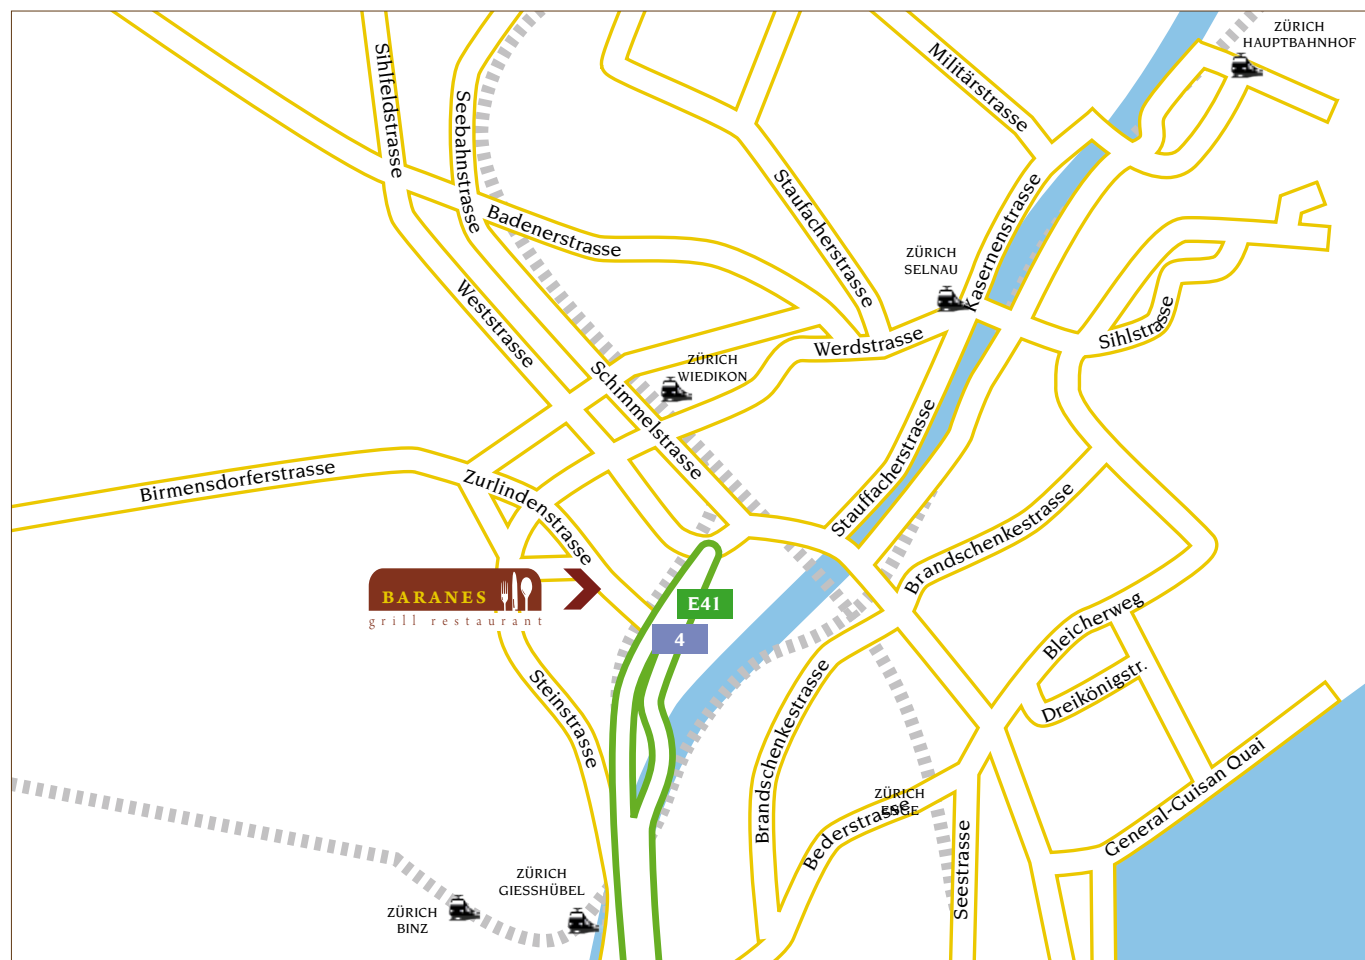 ZÜRICH
HAUPTBAHNHOF
Militärstrasse
Sihlfeldstrasse
Seebahnstrasse
Staufacherstrasse
Kasernenstrasse
Badenerstrasse
ZÜRICH
SELNAU
Weststrasse
Sihlstrasse
Werdstrasse
ZÜRICH
WIEDIKON
Schimmelstrasse
Stauffacherstrasse
Birmensdorferstrasse
Zurlindenstrasse
Brandschenkestrasse
BARANES
grill restaurant
E41
4
Bleicherweg
Dreikönigstr.
Steinstrasse
Brandschenkestrasse
General-Guisan Quai
ZÜRICH
ENGE
Bederstrasse
Seestrasse
ZÜRICH
GIESSHÜBEL
ZÜRICH
BINZ